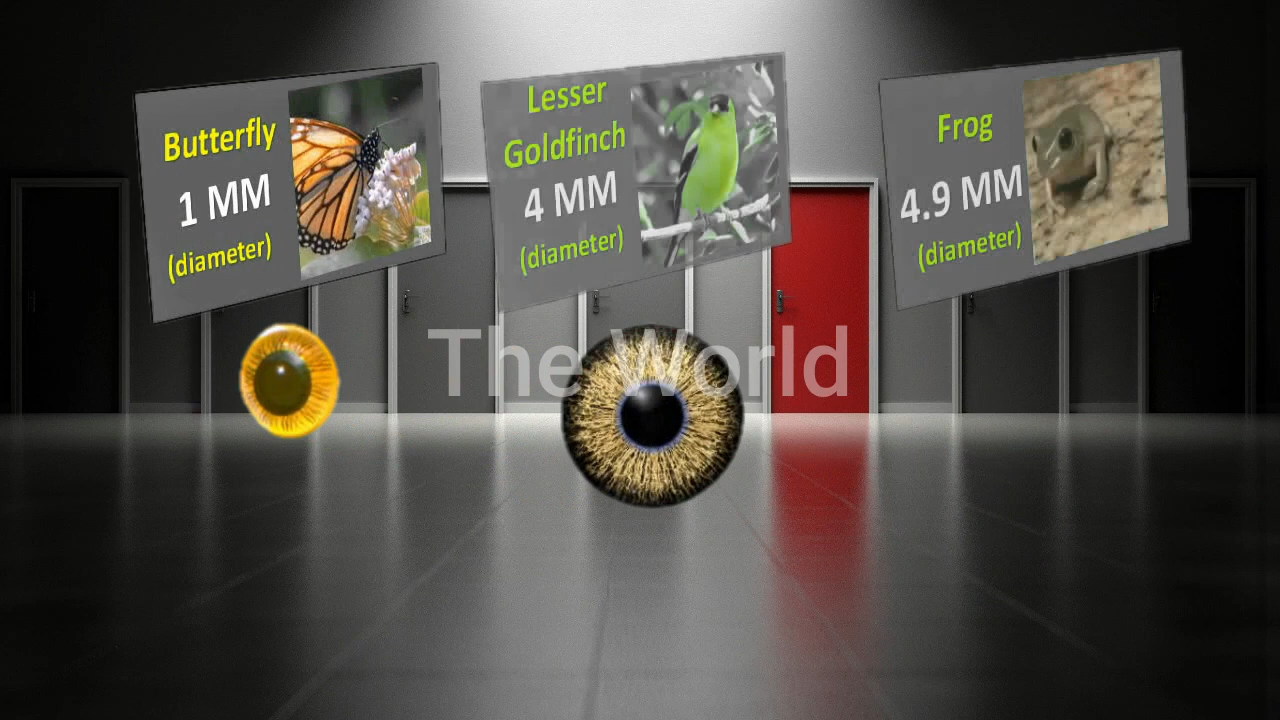 Butterfly
1 MM
(diameter)
Lesser
Goldfinch
4 MM
(diameter)
Frog
4.9 MM
(diameter)
The World